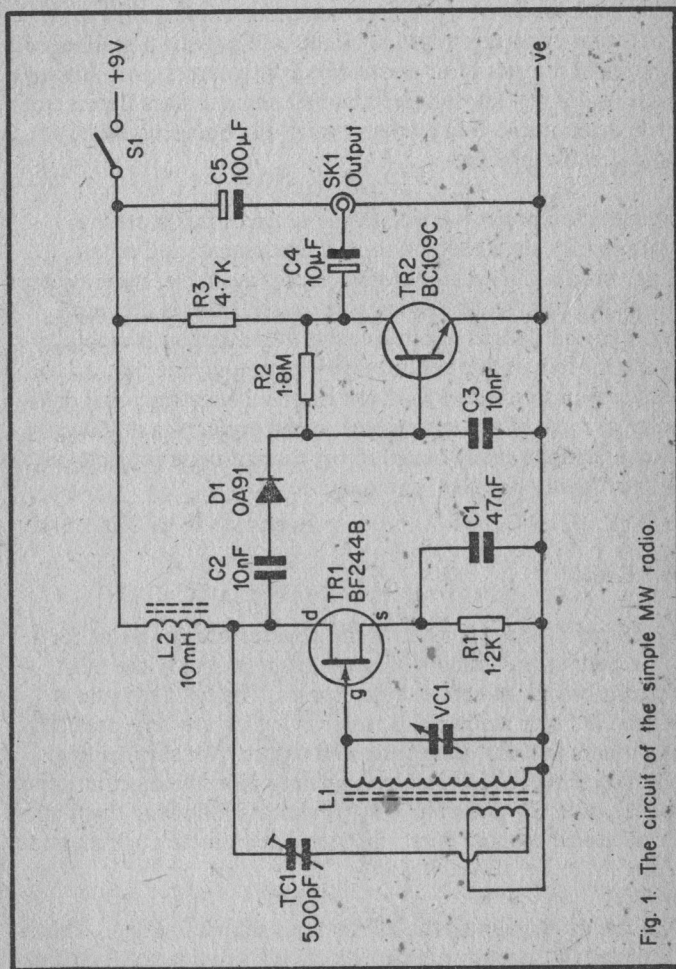 +9V
S1
C5
100µF
SK1
Output
C4
10µF
R3
4·7K
TR2
BC109C
R2
1·8M
C3
10nF
D1
OA91
C2
10nF
TR1
BF244B
d
g
s
C1
47nF
L2
10mH
R1
1·2K
VC1
L1
TC1
500pF
–ve
Fig. 1. The circuit of the simple MW radio.